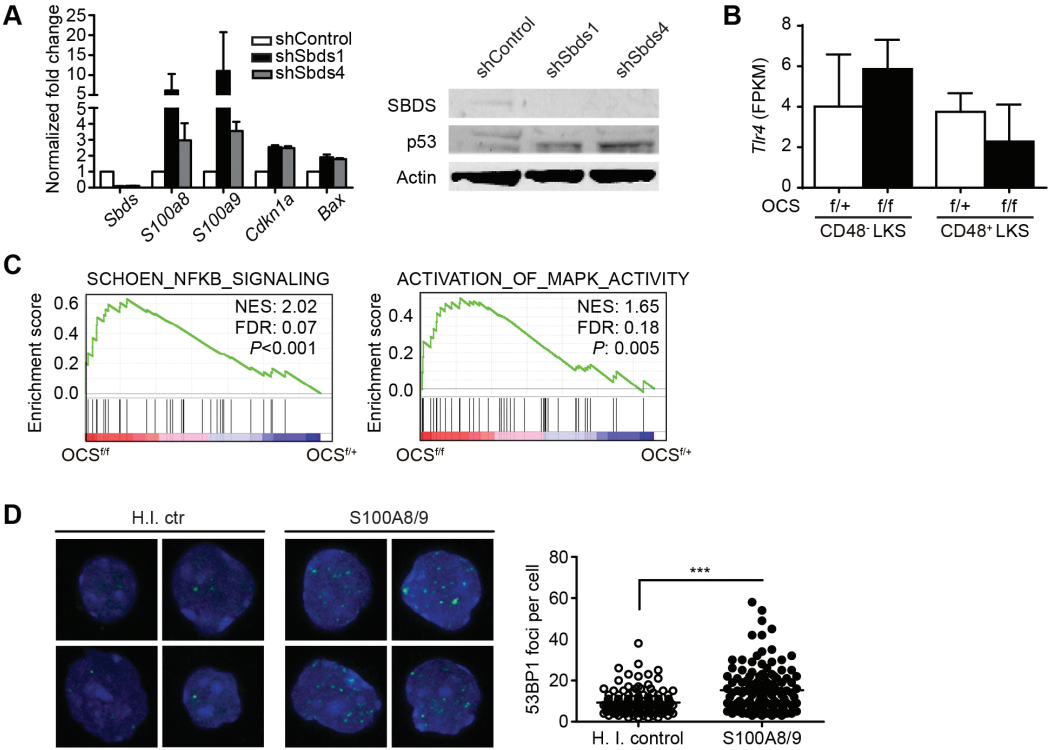 A
Normalized fold change
25
20
15
10
5
5
4
3
2
1
0
shControl
shSbds1
shSbds4
Sbds
S100a8
S100a9
Cdkn1a
Bax
shControl
shSbds1
shSbds4
SBDS
p53
Actin
B
Tlr4 (FPKM)
8
6
4
2
0
OCS f/+ f/f f/+ f/f
CD48- LKS CD48+ LKS
C
SCHOEN_NFKB_SIGNALING
Enrichment score
0.6
0.4
0.2
0.0
NES: 2.02
FDR: 0.07
P<0.001
OCSf/f OCSf/+
ACTIVATION_OF_MAPK_ACTIVITY
Enrichment score
0.4
0.2
0.0
NES: 1.65
FDR: 0.18
P: 0.005
OCSf/f OCSf/+
D
H.I. ctr S100A8/9
53BP1 foci per cell
80
60
40
20
0
***
H. I. control S100A8/9